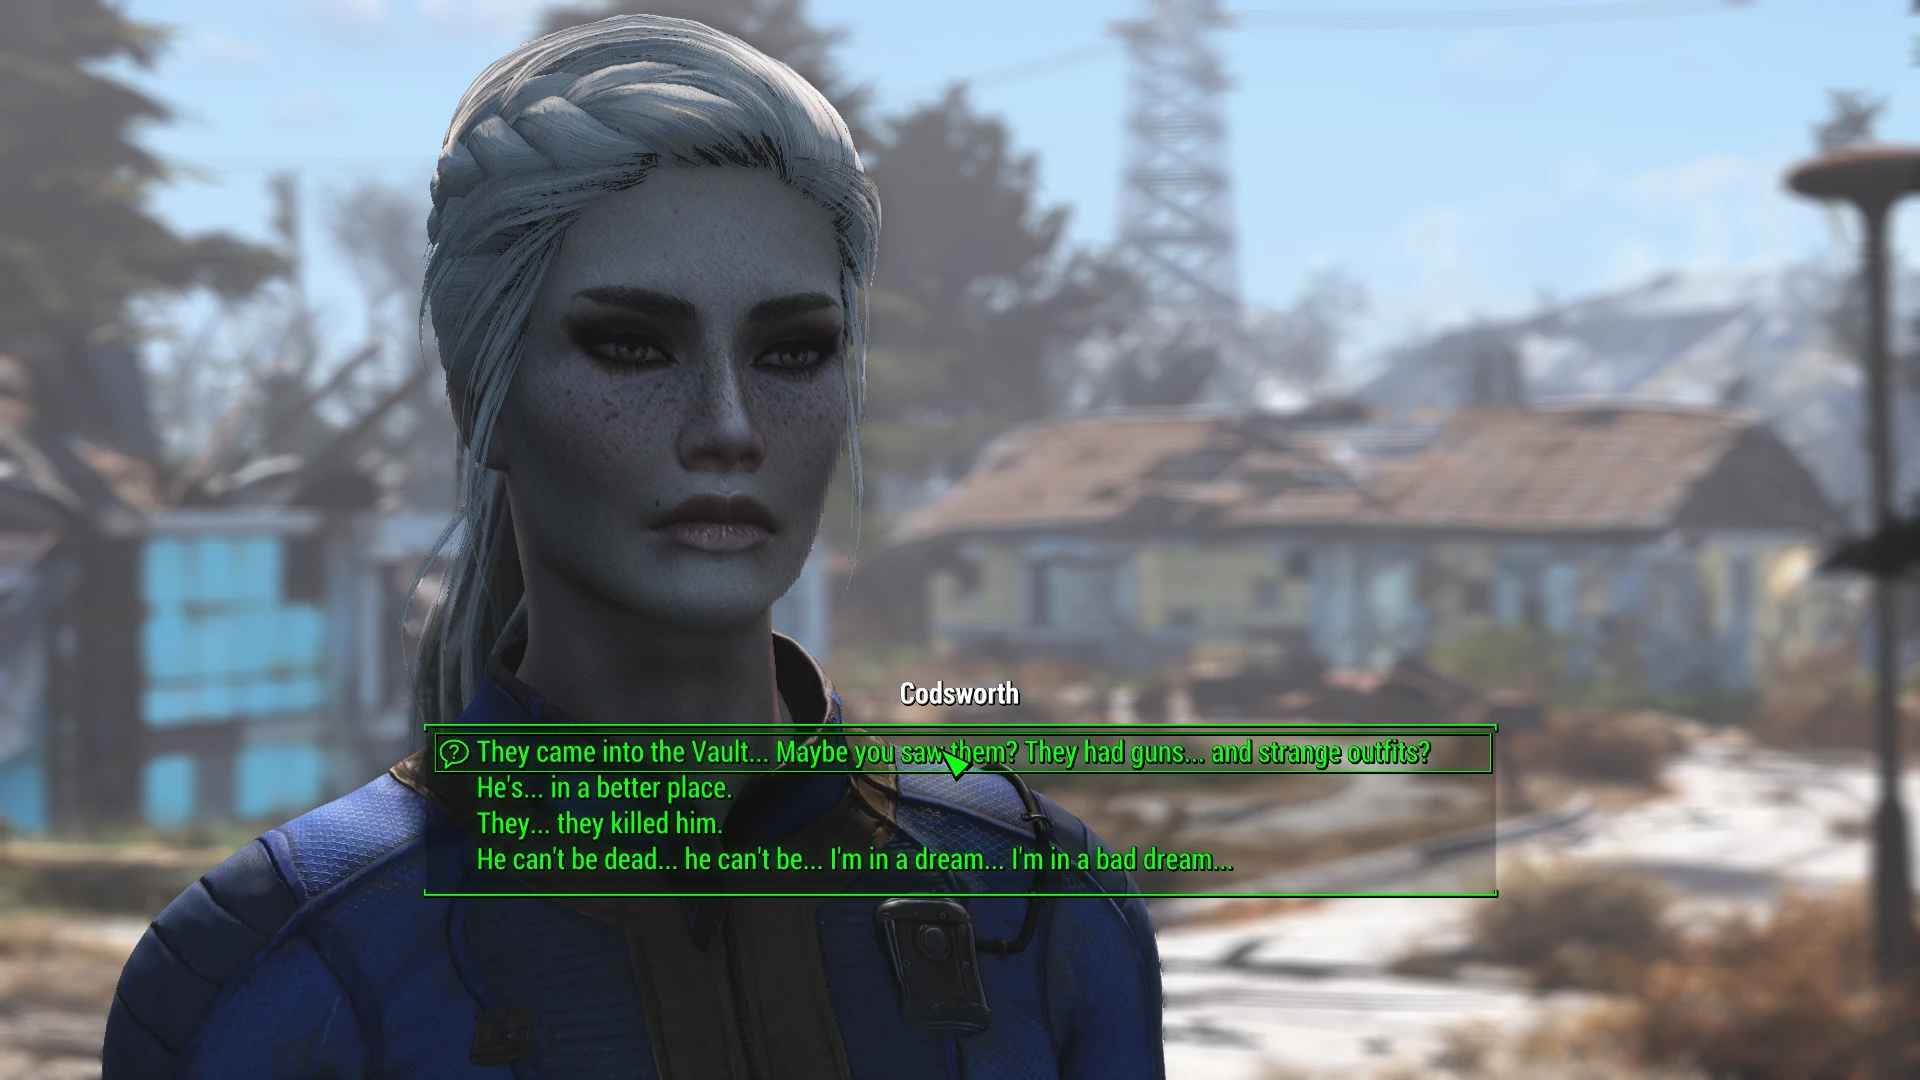 Codsworth
They came into the Vault... Maybe you saw them? They had guns... and strange outfits?
He's... in a better place.
They... they killed him.
He can't be dead... he can't be... I'm in a dream... I'm in a bad dream...